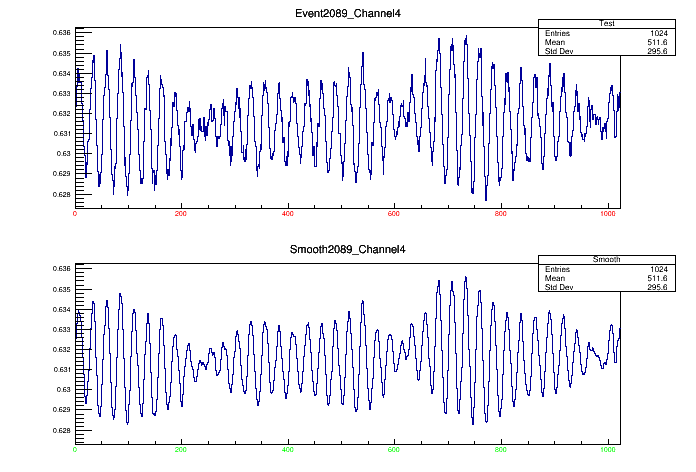 Event2089_Channel4
Test
Entries 1024
Mean 511.6
Std Dev 295.6
0.636
0.635
0.634
0.633
0.632
0.631
0.63
0.629
0.628
0 200 400 600 800 1000
Smooth2089_Channel4
Smooth
Entries 1024
Mean 511.6
Std Dev 295.6
0.636
0.635
0.634
0.633
0.632
0.631
0.63
0.629
0.628
0 200 400 600 800 1000